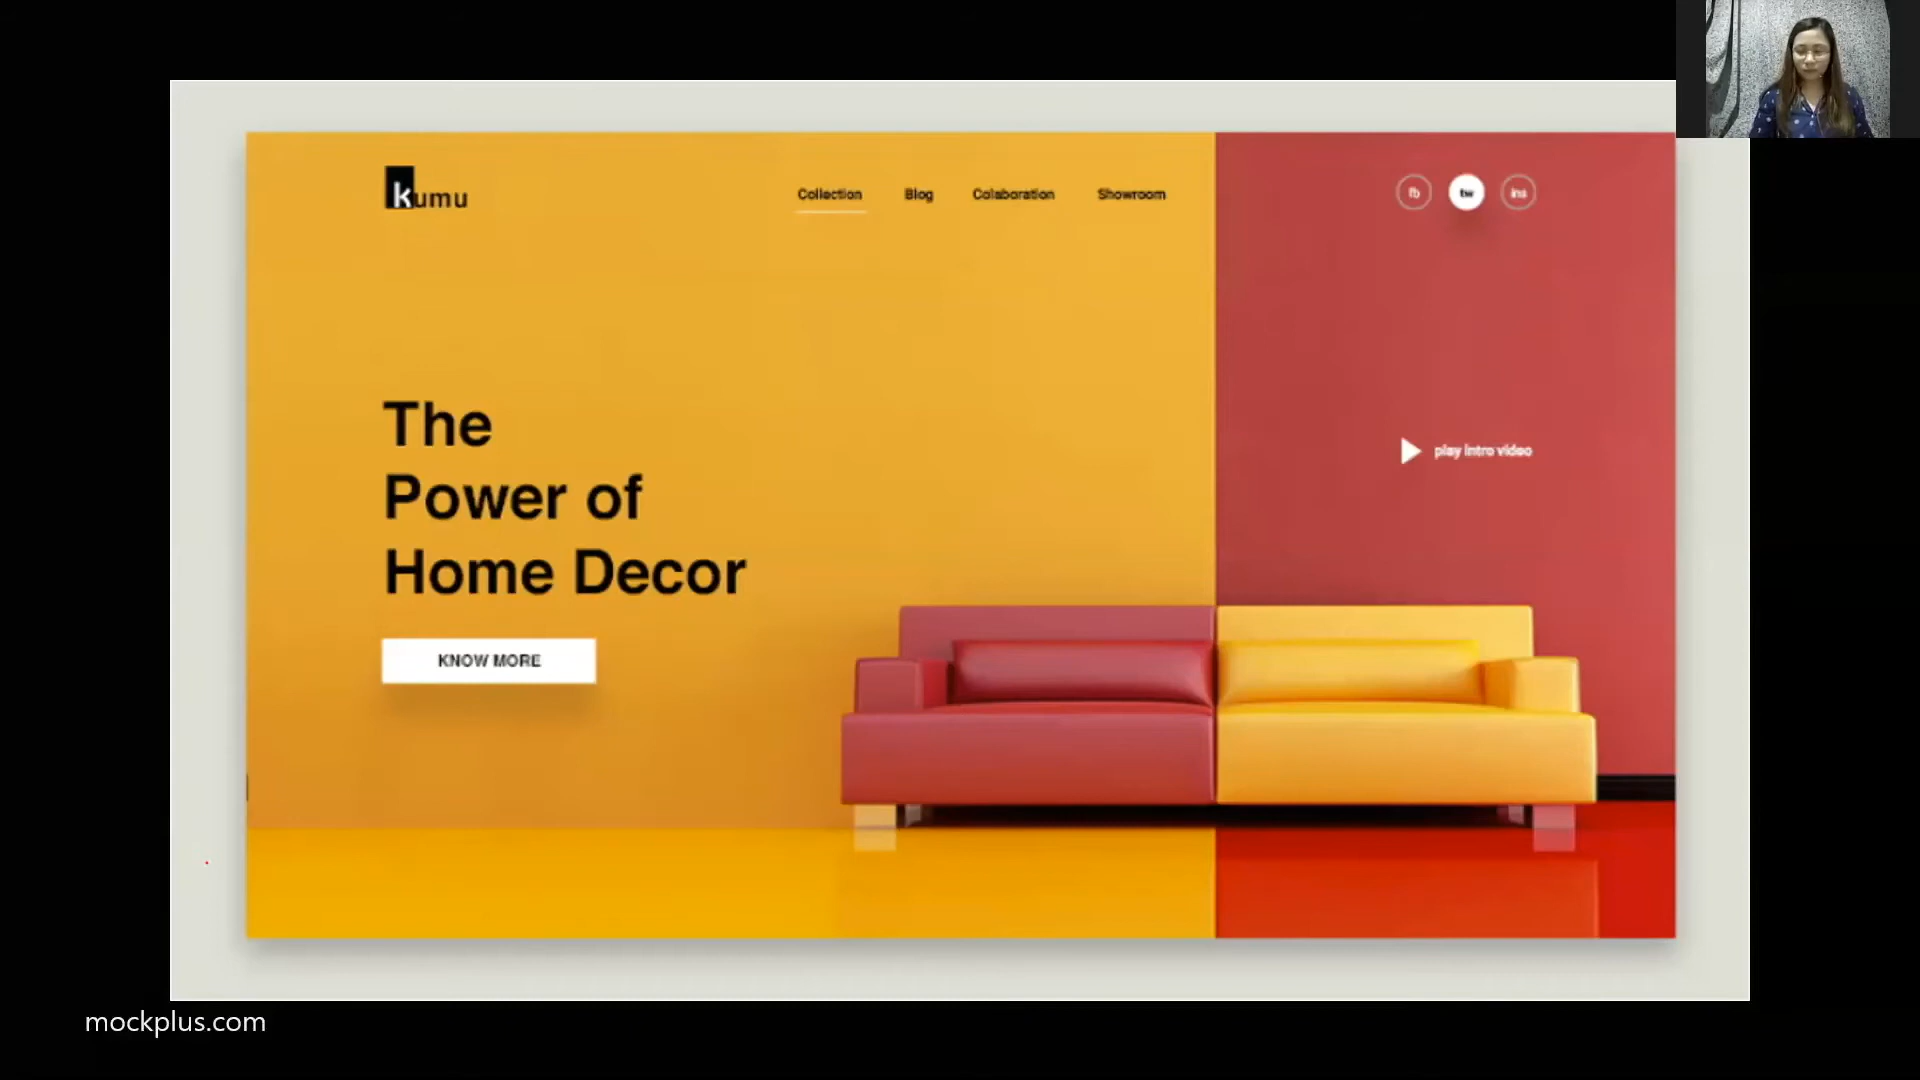 kumu
Collection Blog Colaboration Showroom
fb tw ins
The
Power of
Home Decor
play intro video
KNOW MORE
mockplus.com